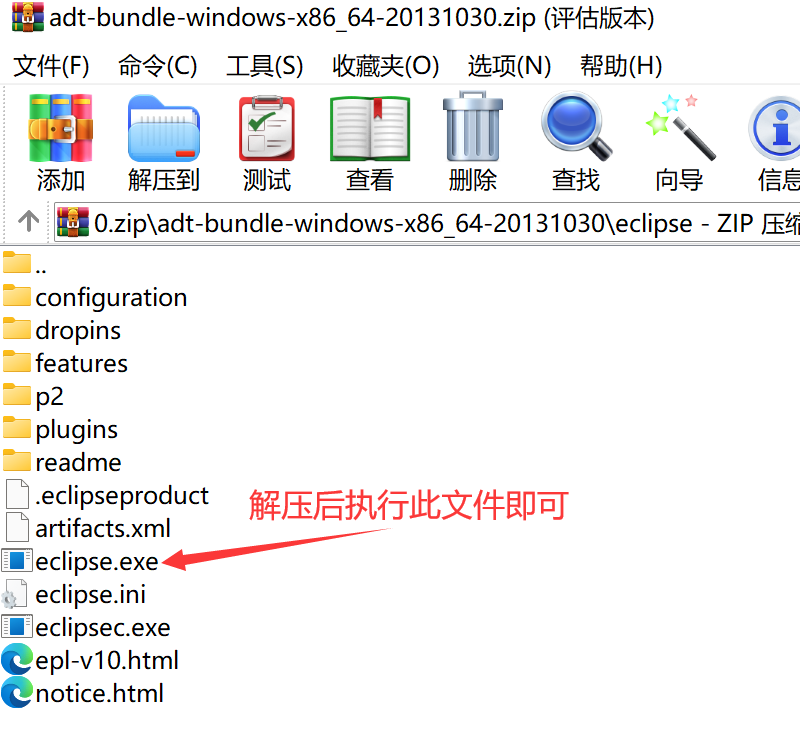 adt-bundle-windows-x86_64-20131030.zip (评估版本)
文件(F) 命令(C) 工具(S) 收藏夹(O) 选项(N) 帮助(H)
添加 解压到 测试 查看 删除 查找 向导 信息
0.zip\adt-bundle-windows-x86_64-20131030\eclipse - ZIP 压缩
..
configuration
dropins
features
p2
plugins
readme
.eclipseproduct
解压后执行此文件即可
artifacts.xml
eclipse.exe
eclipse.ini
eclipsec.exe
epl-v10.html
notice.html